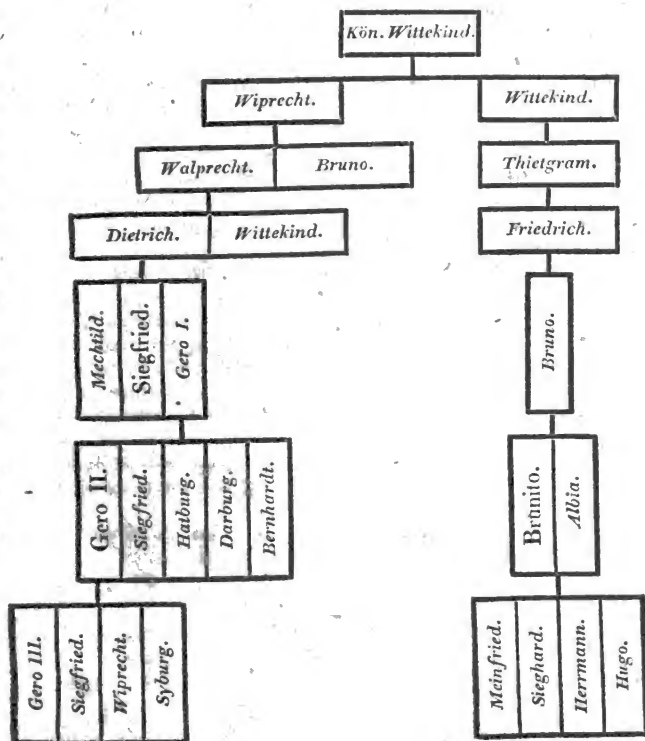 Kön. Wittekind.
Wiprecht.
Wittekind.
Walprecht.
Bruno.
Thietgram.
Dietrich.
Wittekind.
Friedrich.
Mechtild.
Siegfried.
Gero I.
Bruno.
Gero II.
Siegfried.
Hatburg.
Darburg.
Bernhardt.
Brunito.
Albia.
Gero III.
Siegfried.
Wiprecht.
Syburg.
Meinfried.
Sieghard.
Herrmann.
Hugo.